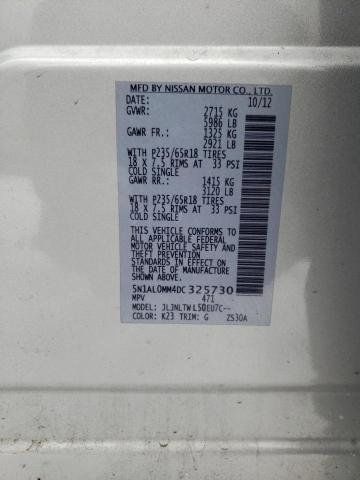 MFD BY NISSAN MOTOR CO., LTD.
DATE: 10/12
GVWR: 2715 KG
5986 LB
GAWR FR.: 1325 KG
2921 LB
WITH P235/65R18 TIRES
18 X 7.5 RIMS AT 33 PSI
COLD SINGLE
GAWR RR.: 1415 KG
3120 LB
WITH P235/65R18 TIRES
18 X 7.5 RIMS AT 33 PSI
COLD SINGLE
THIS VEHICLE CONFORMS TO
ALL APPLICABLE FEDERAL
MOTOR VEHICLE SAFETY AND
THEFT PREVENTION
STANDARDS IN EFFECT ON THE
DATE OF MANUFACTURE
SHOWN ABOVE.
5N1AL0MM4DC325730
MPV 471
MODEL: JLJNLTWL50EU7C--
COLOR: K23 TRIM: G ZS30A